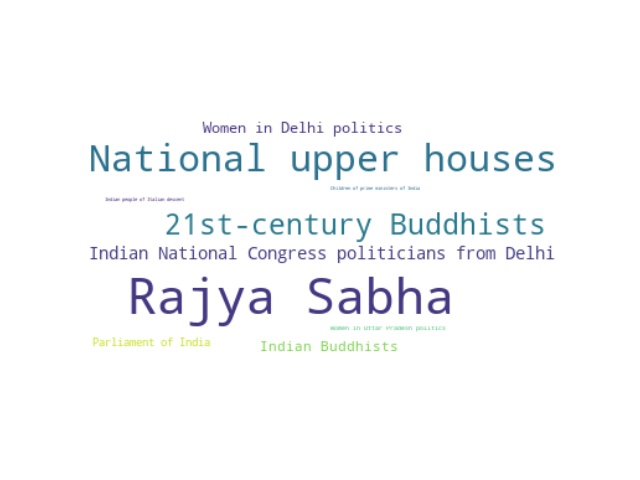 Women in Delhi politics
National upper houses
Children of prime ministers of India
Indian people of Italian descent
21st-century Buddhists
Indian National Congress politicians from Delhi
Rajya Sabha
Women in Uttar Pradesh politics
Parliament of India
Indian Buddhists